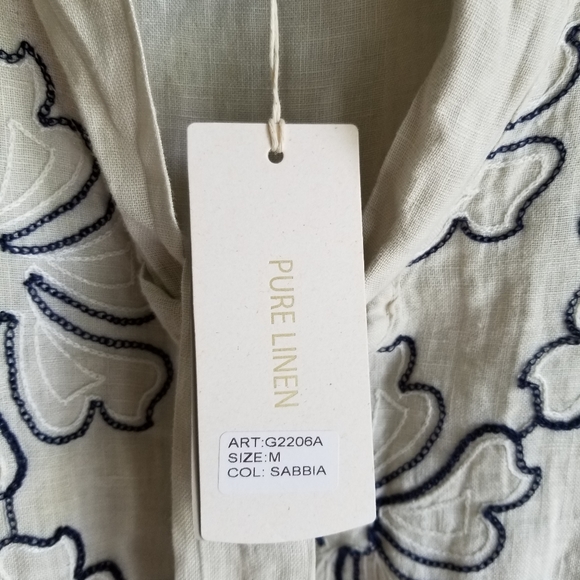 PURE LINEN
ART:G2206A
SIZE:M
COL: SABBIA